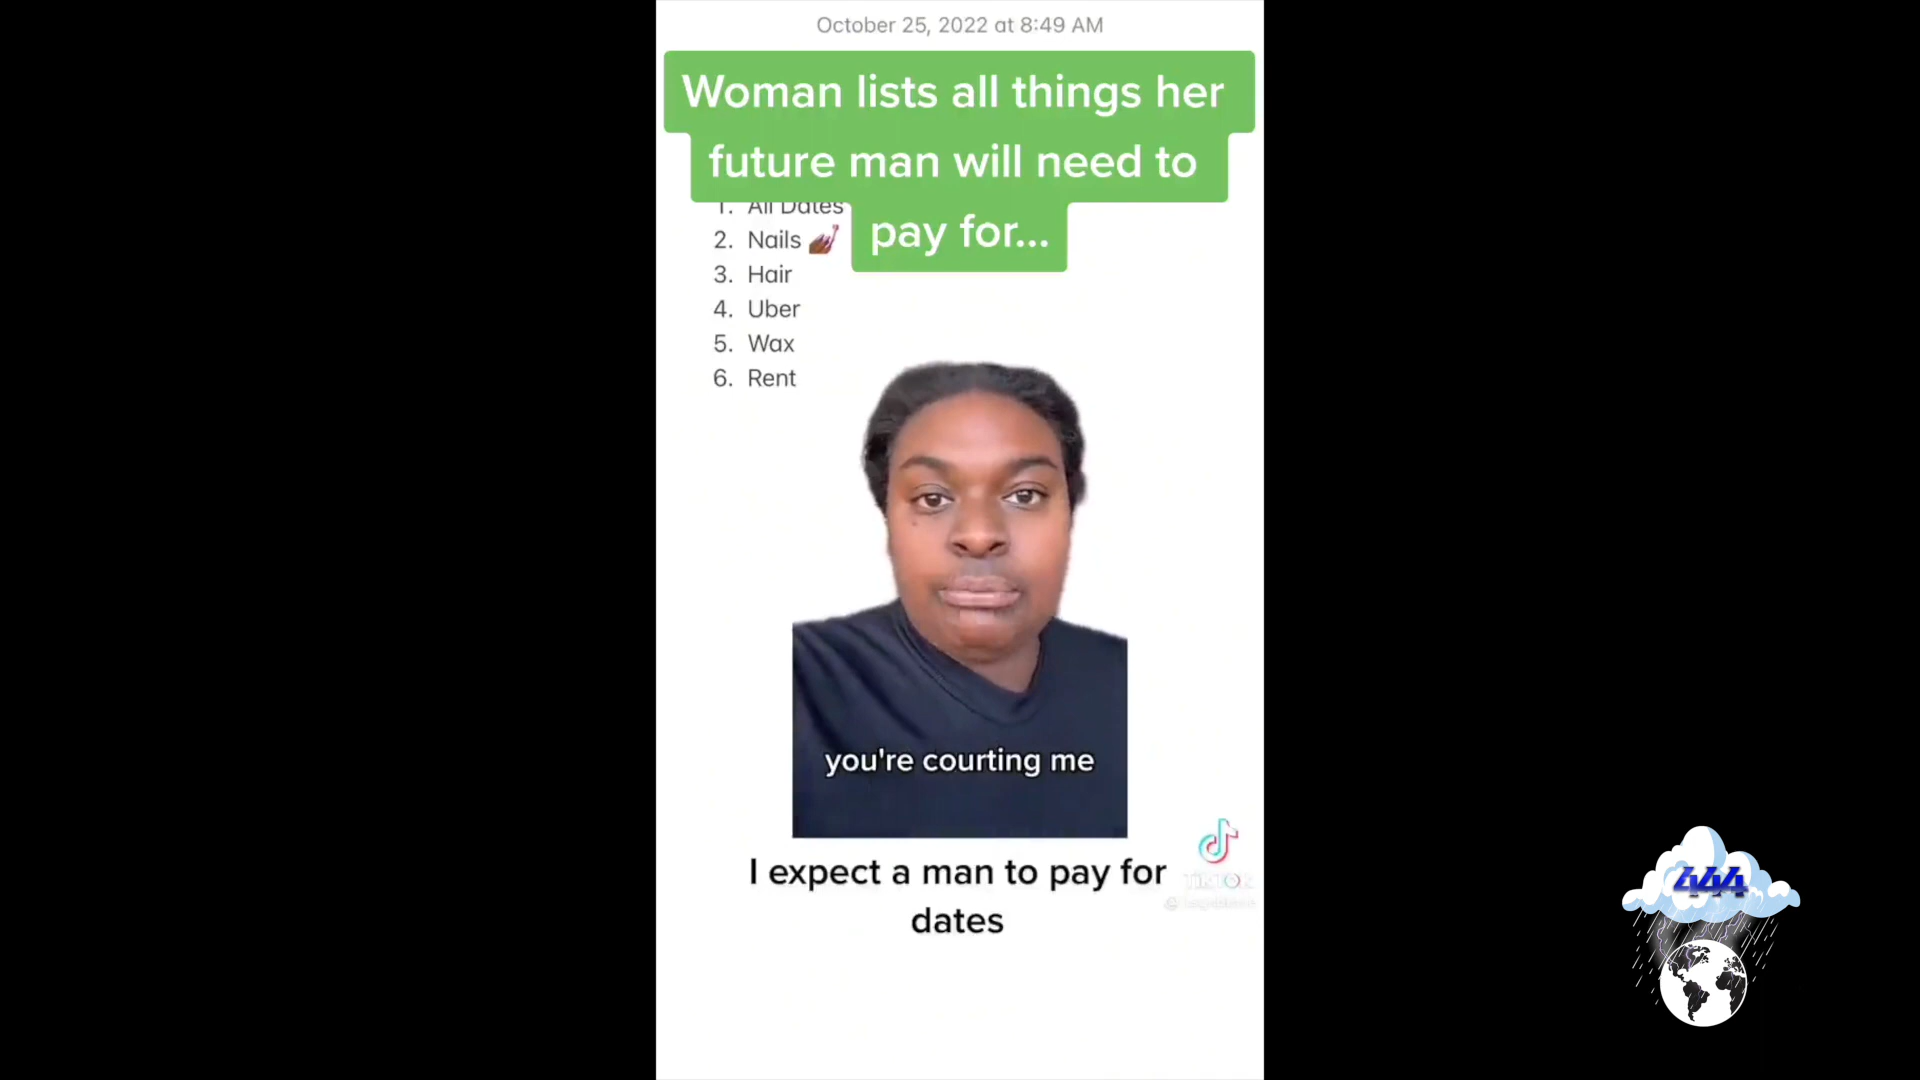 October 25, 2022 at 8:49 AM
Woman lists all things her
future man will need to
pay for...
1. All Dates
2. Nails 💅🏾
3. Hair
4. Uber
5. Wax
6. Rent
you're courting me
I expect a man to pay for
dates
TikTok
444